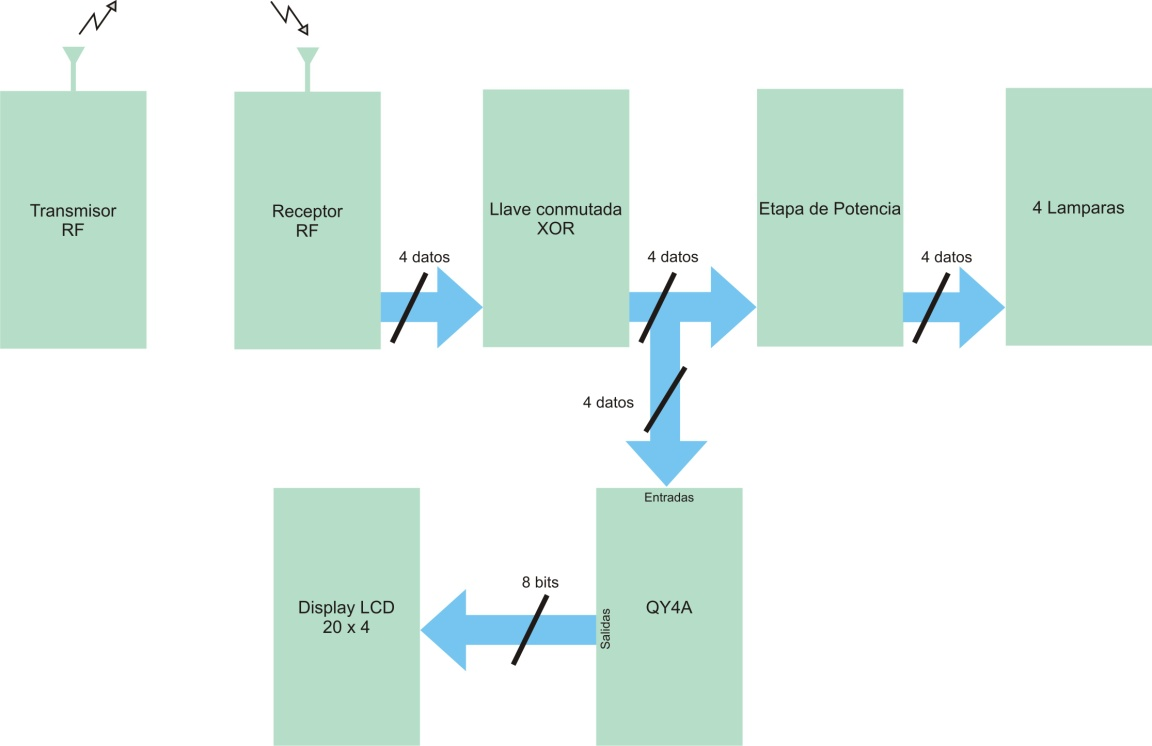 Transmisor
RF
Receptor
RF
4 datos
Llave conmutada
XOR
4 datos
Etapa de Potencia
4 datos
4 Lamparas
4 datos
Entradas
QY4A
Salidas
8 bits
Display LCD
20 x 4